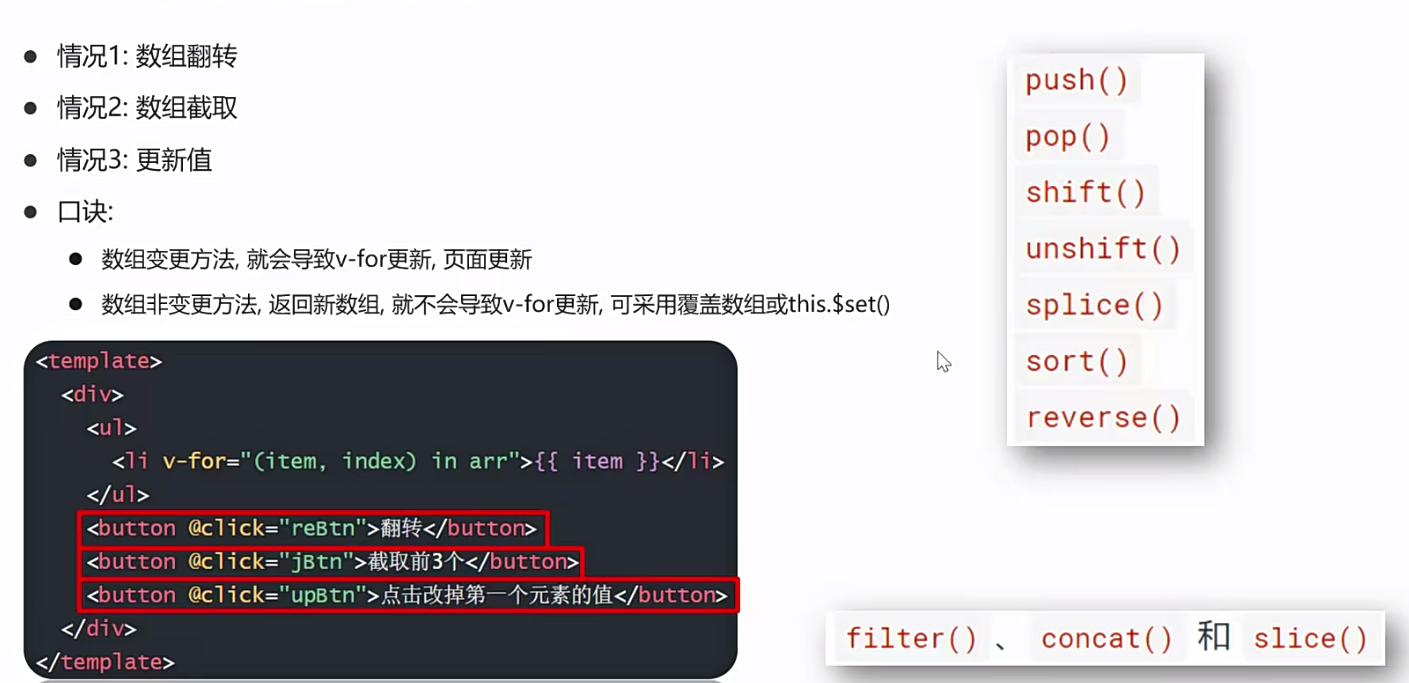 情况1: 数组翻转
情况2: 数组截取
情况3: 更新值
口诀:
数组变更方法, 就会导致v-for更新, 页面更新
数组非变更方法, 返回新数组, 就不会导致v-for更新, 可采用覆盖数组或this.$set()
<template>
<div>
<ul>
<li v-for="(item, index) in arr">{{ item }}</li>
</ul>
<button @click="reBtn">翻转</button>
<button @click="jBtn">截取前3个</button>
<button @click="upBtn">点击改掉第一个元素的值</button>
</div>
</template>
push()
pop()
shift()
unshift()
splice()
sort()
reverse()
filter() 、 concat() 和 slice()